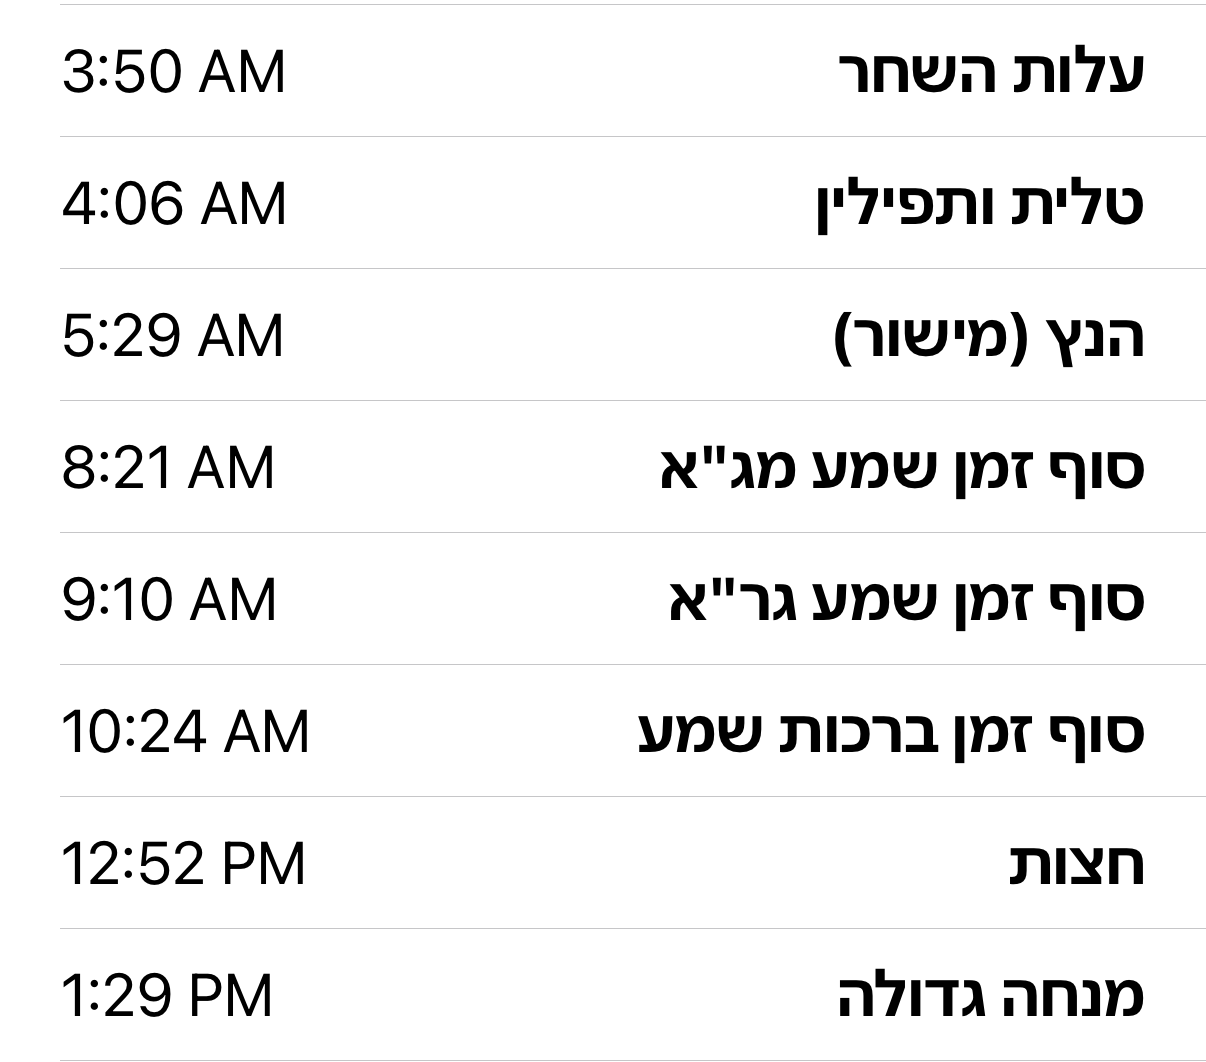 עלות השחר 3:50 AM
טלית ותפילין 4:06 AM
הנץ (מישור) 5:29 AM
סוף זמן שמע מג"א 8:21 AM
סוף זמן שמע גר"א 9:10 AM
סוף זמן ברכות שמע 10:24 AM
חצות 12:52 PM
מנחה גדולה 1:29 PM